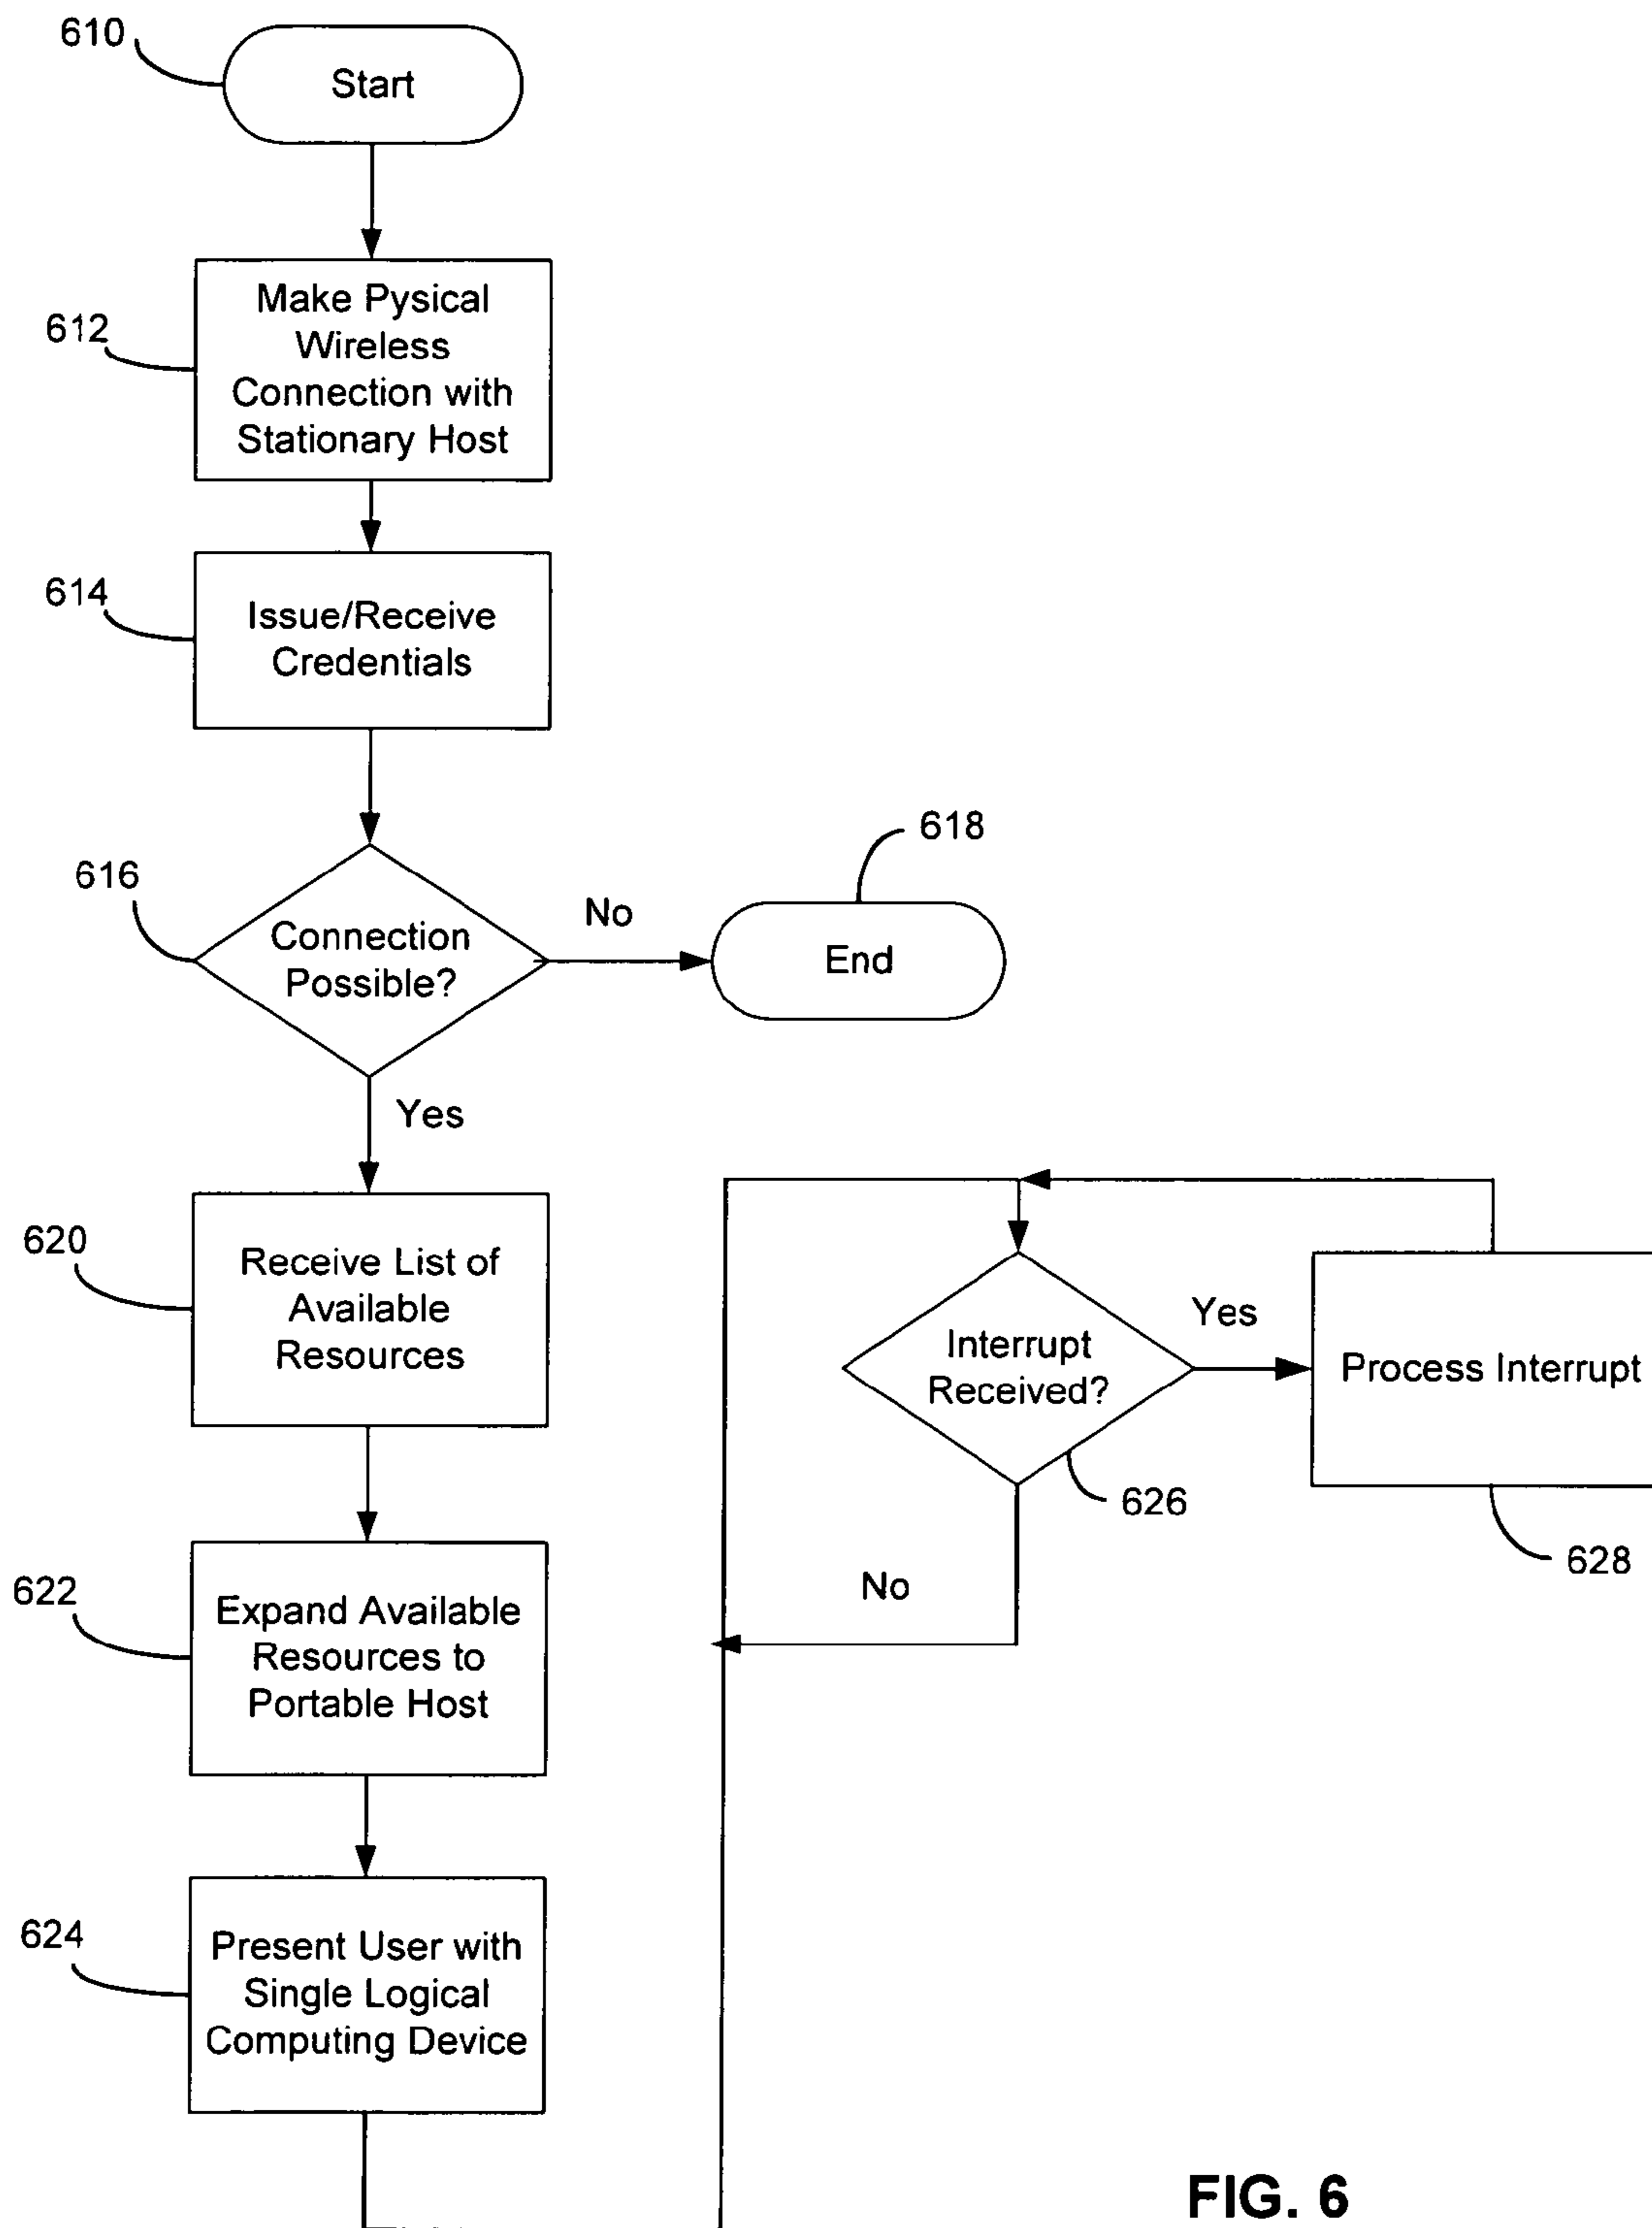 610
Start
612
Make Pysical
Wireless
Connection with
Stationary Host
614
Issue/Receive
Credentials
616
Connection
Possible?
No
618
End
Yes
620
Receive List of
Available
Resources
Interrupt
Received?
626
Yes
Process Interrupt
628
No
622
Expand Available
Resources to
Portable Host
624
Present User with
Single Logical
Computing Device
FIG. 6